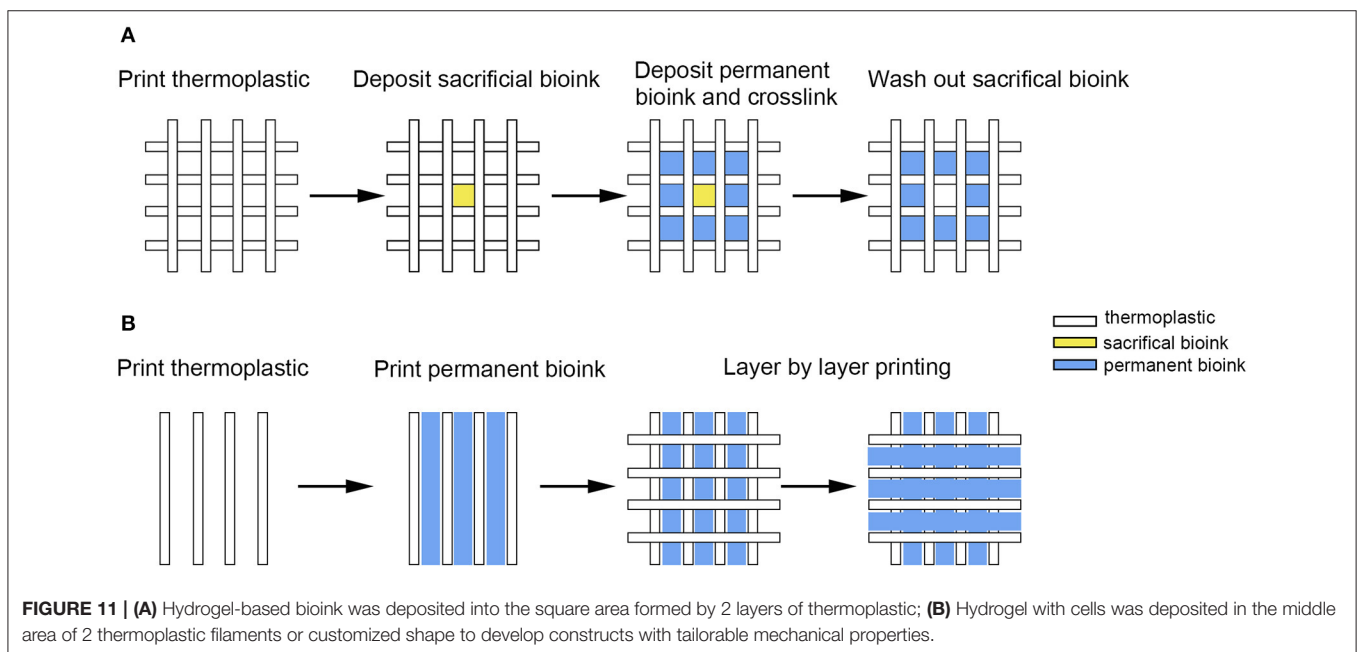 A
Print thermoplastic
Deposit sacrificial bioink
Deposit permanent
bioink and crosslink
Wash out sacrifical bioink
B
Print thermoplastic
Print permanent bioink
Layer by layer printing
thermoplastic
sacrifical bioink
permanent bioink
FIGURE 11 | (A) Hydrogel-based bioink was deposited into the square area formed by 2 layers of thermoplastic; (B) Hydrogel with cells was deposited in the middle
area of 2 thermoplastic filaments or customized shape to develop constructs with tailorable mechanical properties.